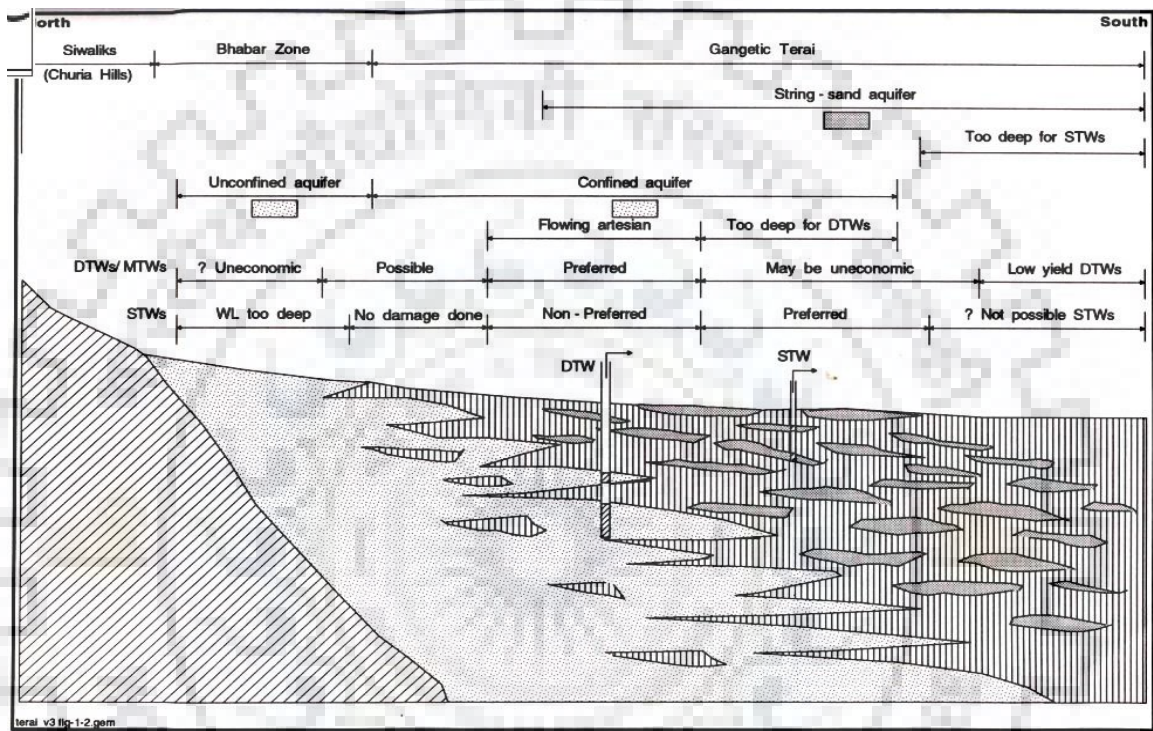 orth South
Siwaliks Bhabar Zone Gangetic Terai
(Churia Hills)
String - sand aquifer
Too deep for STWs
Unconfined aquifer Confined aquifer
Flowing artesian Too deep for DTWs
DTWs/ MTWs ? Uneconomic Possible Preferred May be uneconomic Low yield DTWs
STWs WL too deep No damage done Non - Preferred Preferred ? Not possible STWs
DTW STW
terai v3 fig-1-2.gem